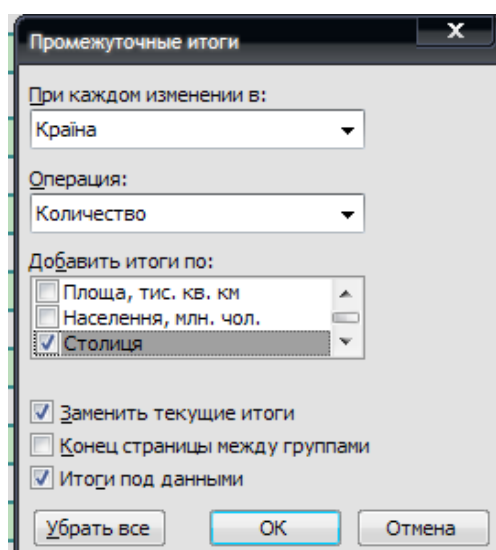 Промежуточные итоги
X
При каждом изменении в:
Країна
Операция:
Количество
Добавить итоги по:
Площа, тис. кв. км
Населення, млн. чол.
Столиця
Заменить текущие итоги
Конец страницы между группами
Итоги под данными
Убрать все OK Отмена